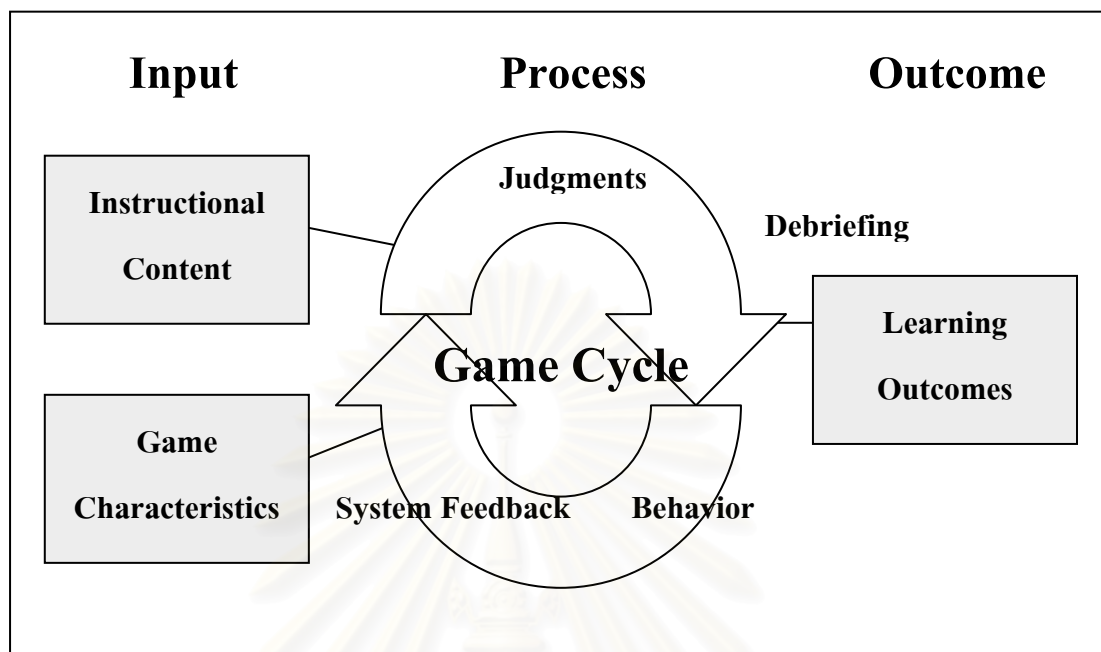 Input
Process
Outcome
Instructional
Content
Judgments
Debriefing
Learning
Outcomes
Game Cycle
Game
Characteristics
System Feedback
Behavior